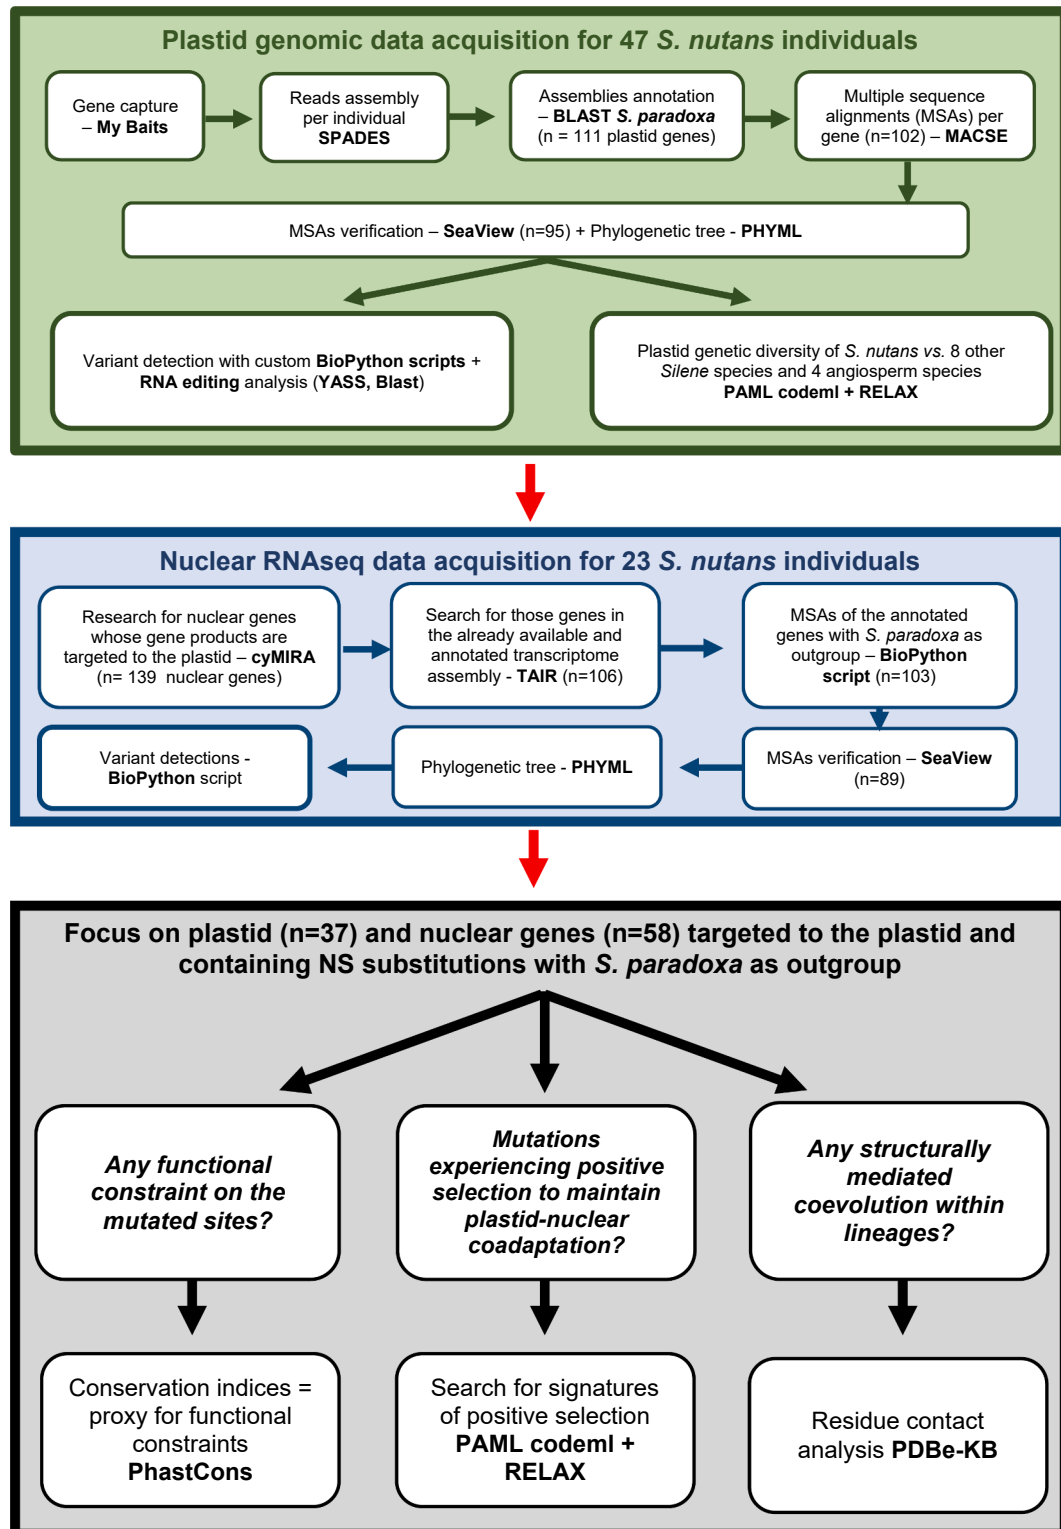 Plastid genomic data acquisition for 47 S. nutans individuals
Gene capture
– My Baits
Reads assembly
per individual
SPADES
Assemblies annotation
– BLAST S. paradoxa
(n = 111 plastid genes)
Multiple sequence
alignments (MSAs) per
gene (n=102) – MACSE
MSAs verification – SeaView (n=95) + Phylogenetic tree - PHYML
Variant detection with custom BioPython scripts +
RNA editing analysis (YASS, Blast)
Plastid genetic diversity of S. nutans vs. 8 other
Silene species and 4 angiosperm species
PAML codeml + RELAX
Nuclear RNAseq data acquisition for 23 S. nutans individuals
Research for nuclear genes
whose gene products are
targeted to the plastid – cyMIRA
(n= 139 nuclear genes)
Search for those genes in
the already available and
annotated transcriptome
assembly - TAIR (n=106)
MSAs of the annotated
genes with S. paradoxa as
outgroup – BioPython
script (n=103)
Variant detections -
BioPython script
Phylogenetic tree - PHYML
MSAs verification – SeaView
(n=89)
Focus on plastid (n=37) and nuclear genes (n=58) targeted to the plastid and
containing NS substitutions with S. paradoxa as outgroup
Any functional
constraint on the
mutated sites?
Mutations
experiencing positive
selection to maintain
plastid-nuclear
coadaptation?
Any structurally
mediated
coevolution within
lineages?
Conservation indices =
proxy for functional
constraints
PhastCons
Search for signatures
of positive selection
PAML codeml +
RELAX
Residue contact
analysis PDBe-KB